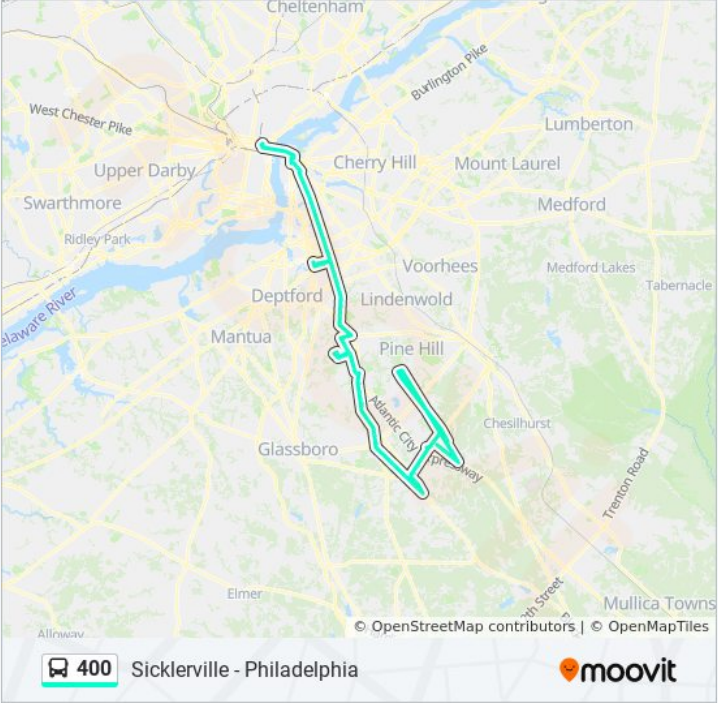 Cheltenham
Burlington Pike
West Chester Pike
Lumberton
Cherry Hill
Mount Laurel
Upper Darby
Swarthmore
Medford
Ridley Park
Voorhees
Medford Lakes
Tabernacle
Deptford
Lindenwold
elaware River
Mantua
Pine Hill
Atlantic City Expressway
Chesilhurst
Glassboro
Trenton Road
Elmer
Mullica Towns
© OpenStreetMap contributors | © OpenMapTiles
Alloway
400
Sicklerville - Philadelphia
moovit